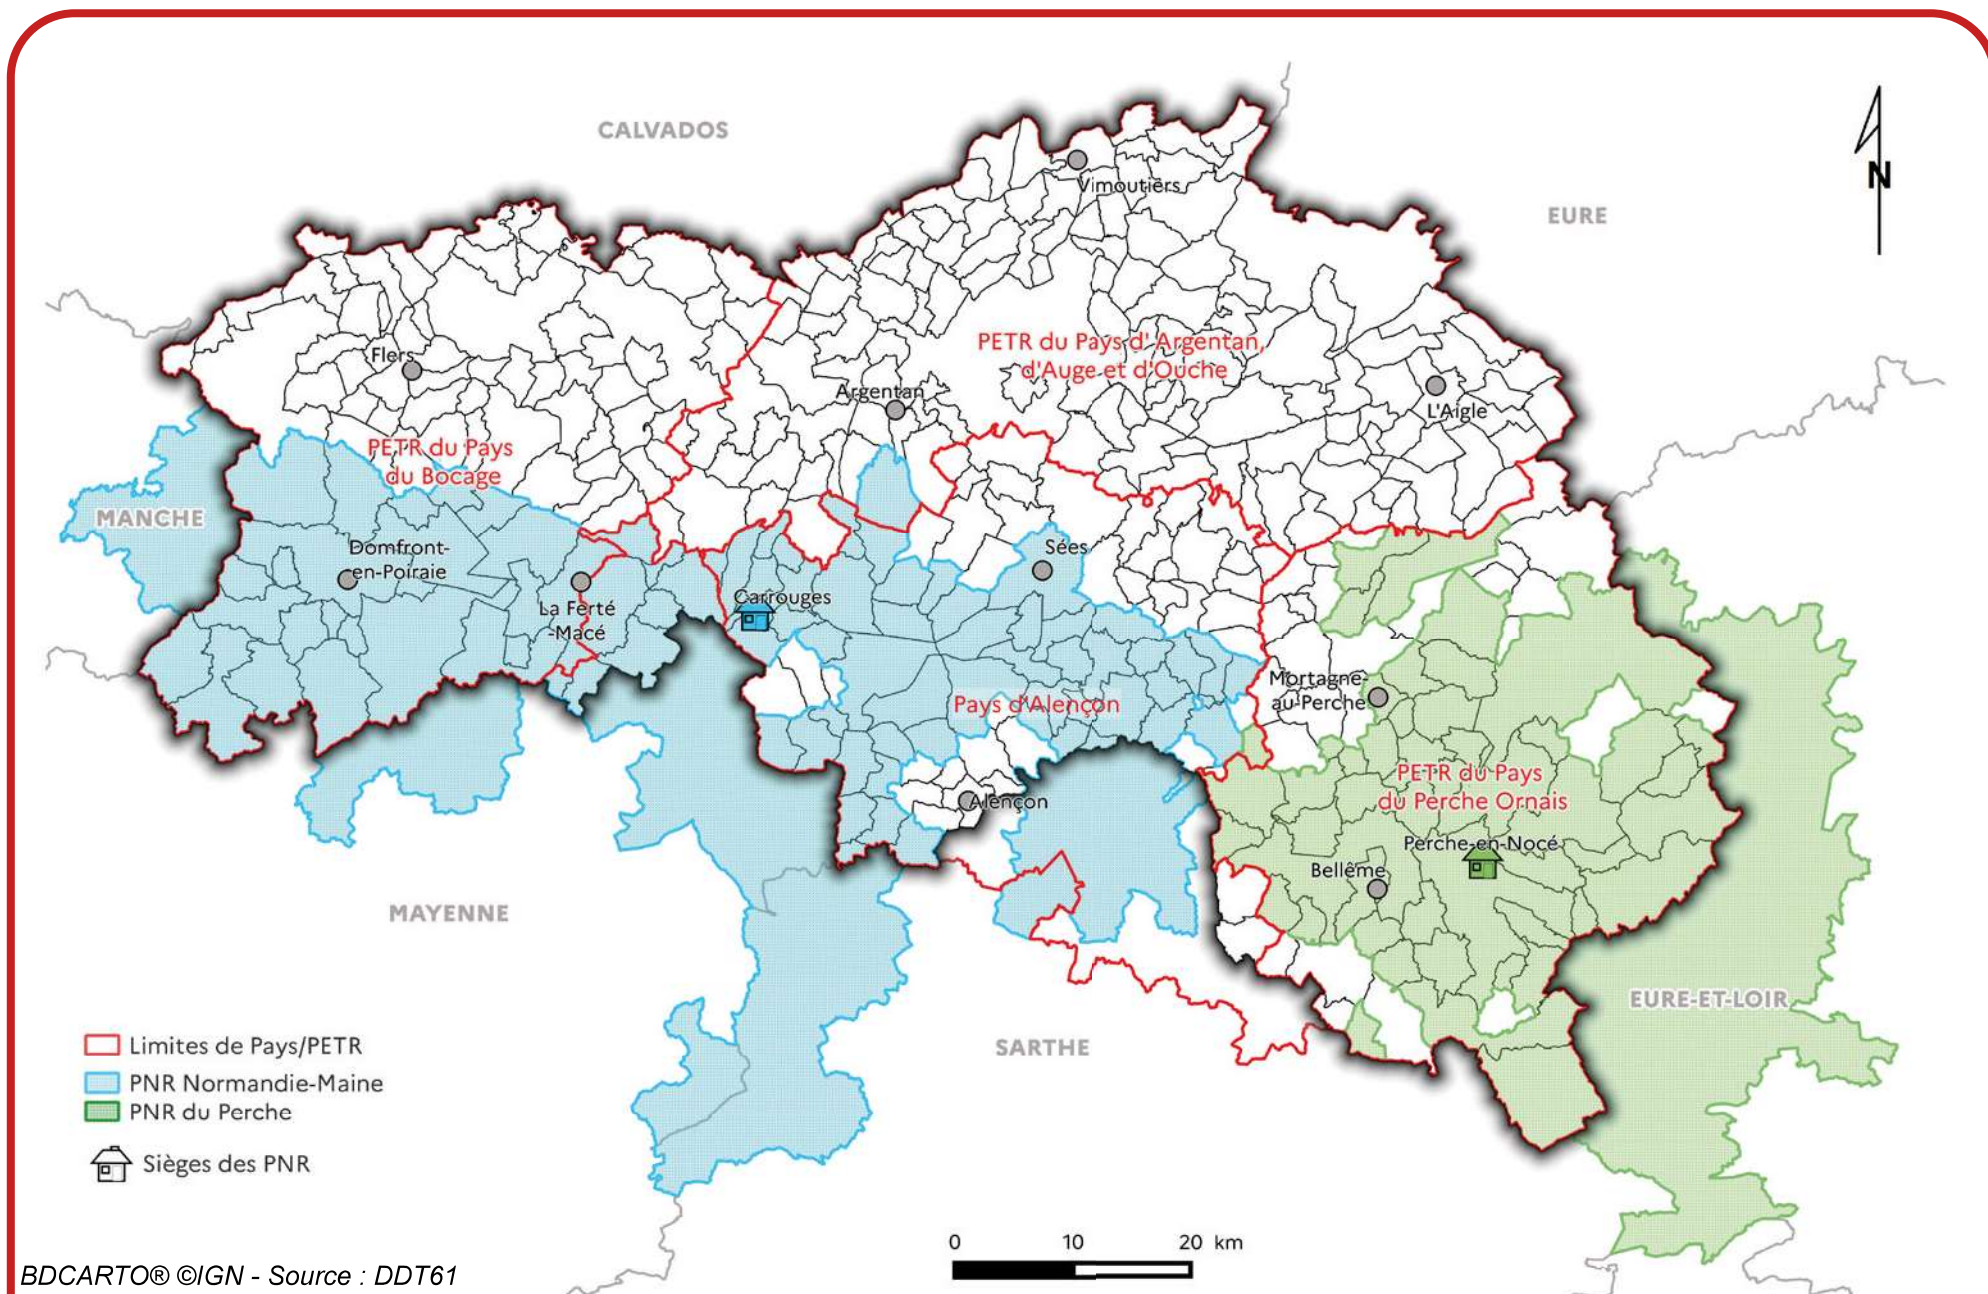 CALVADOS
N
Vimoutiers
EURE
PETR du Pays d'Argentan,
d'Auge et d'Ouche
Flers
Argentan
L'Aigle
PETR du Pays
du Bocage
MANCHE
Domfront-
en-Poiraie
Sées
La Ferté
-Macé
Carrouges
Mortagne-
au-Perche
Pays d'Alençon
PETR du Pays
du Perche Ornais
Alençon
Perche-en-Nocé
Bellême
MAYENNE
EURE-ET-LOIR
SARTHE
Limites de Pays/PETR
PNR Normandie-Maine
PNR du Perche
Sièges des PNR
0 10 20 km
BDCARTO® ©IGN - Source : DDT61